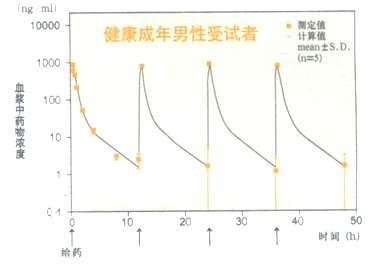 (ng ml)
健康成年男性受试者
测定值
计算值
mean±S.D.
(n=5)
血浆中药物浓度
10000
1000
100
10
1
0.1
0
10
20
30
40
50
时间 (h)
给药